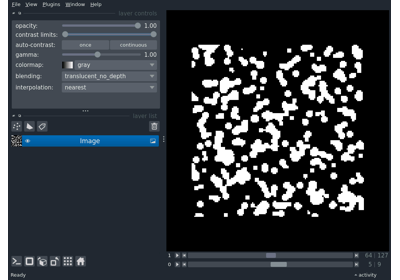 File View Plugins Window Help
layer controls
opacity: 1.00
contrast limits:
auto-contrast: once continuous
gamma: 1.00
colormap: gray
blending: translucent_no_depth
interpolation: nearest
layer list
Image
1 64 127
0 5 9
Ready activity